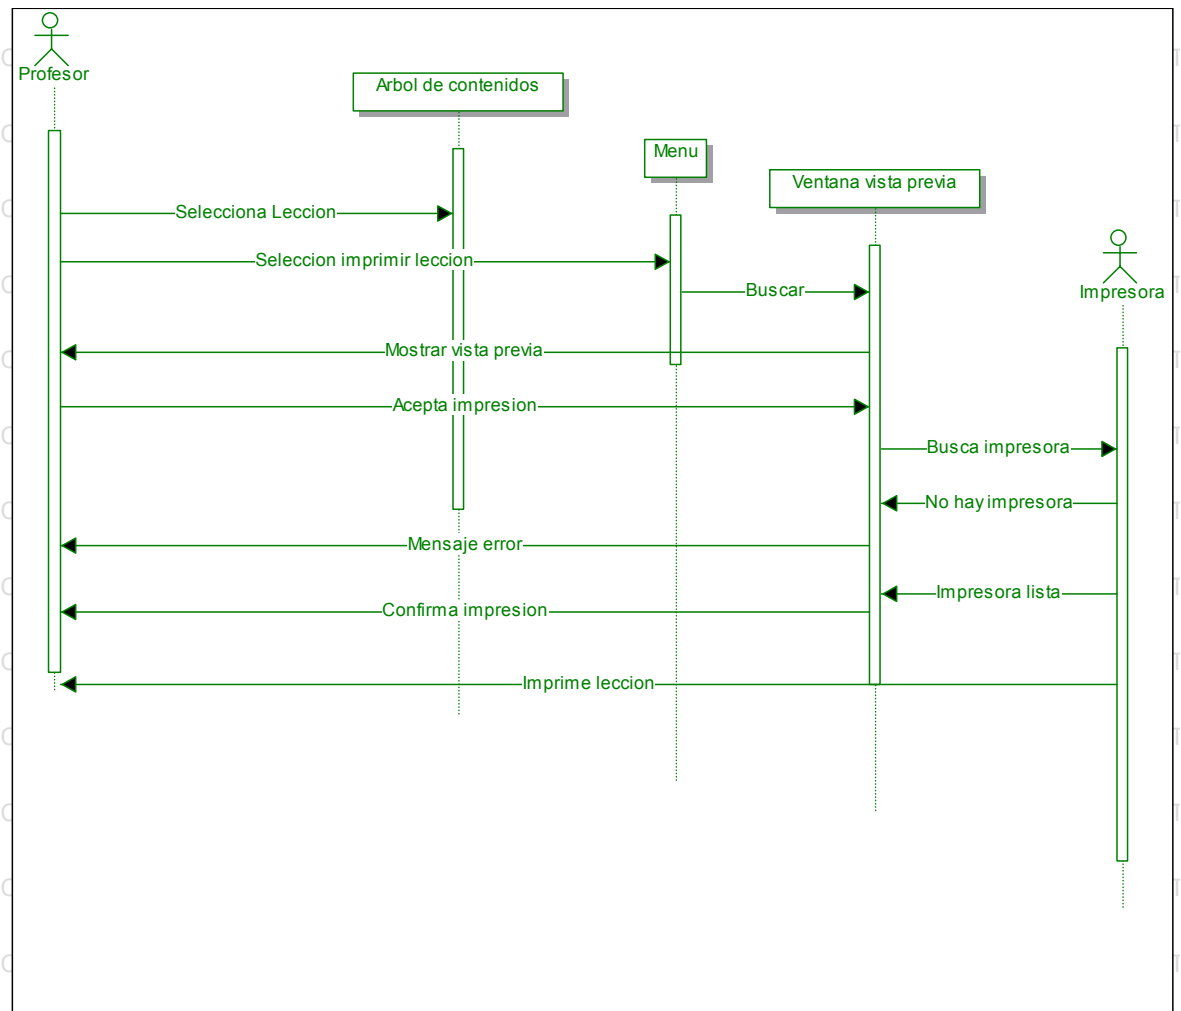 Profesor
Arbol de contenidos
Menu
Ventana vista previa
Impresora
Selecciona Leccion
Seleccion imprimir leccion
Buscar
Mostrar vista previa
Acepta impresion
Busca impresora
No hay impresora
Mensaje error
Impresora lista
Confirma impresion
Imprime leccion